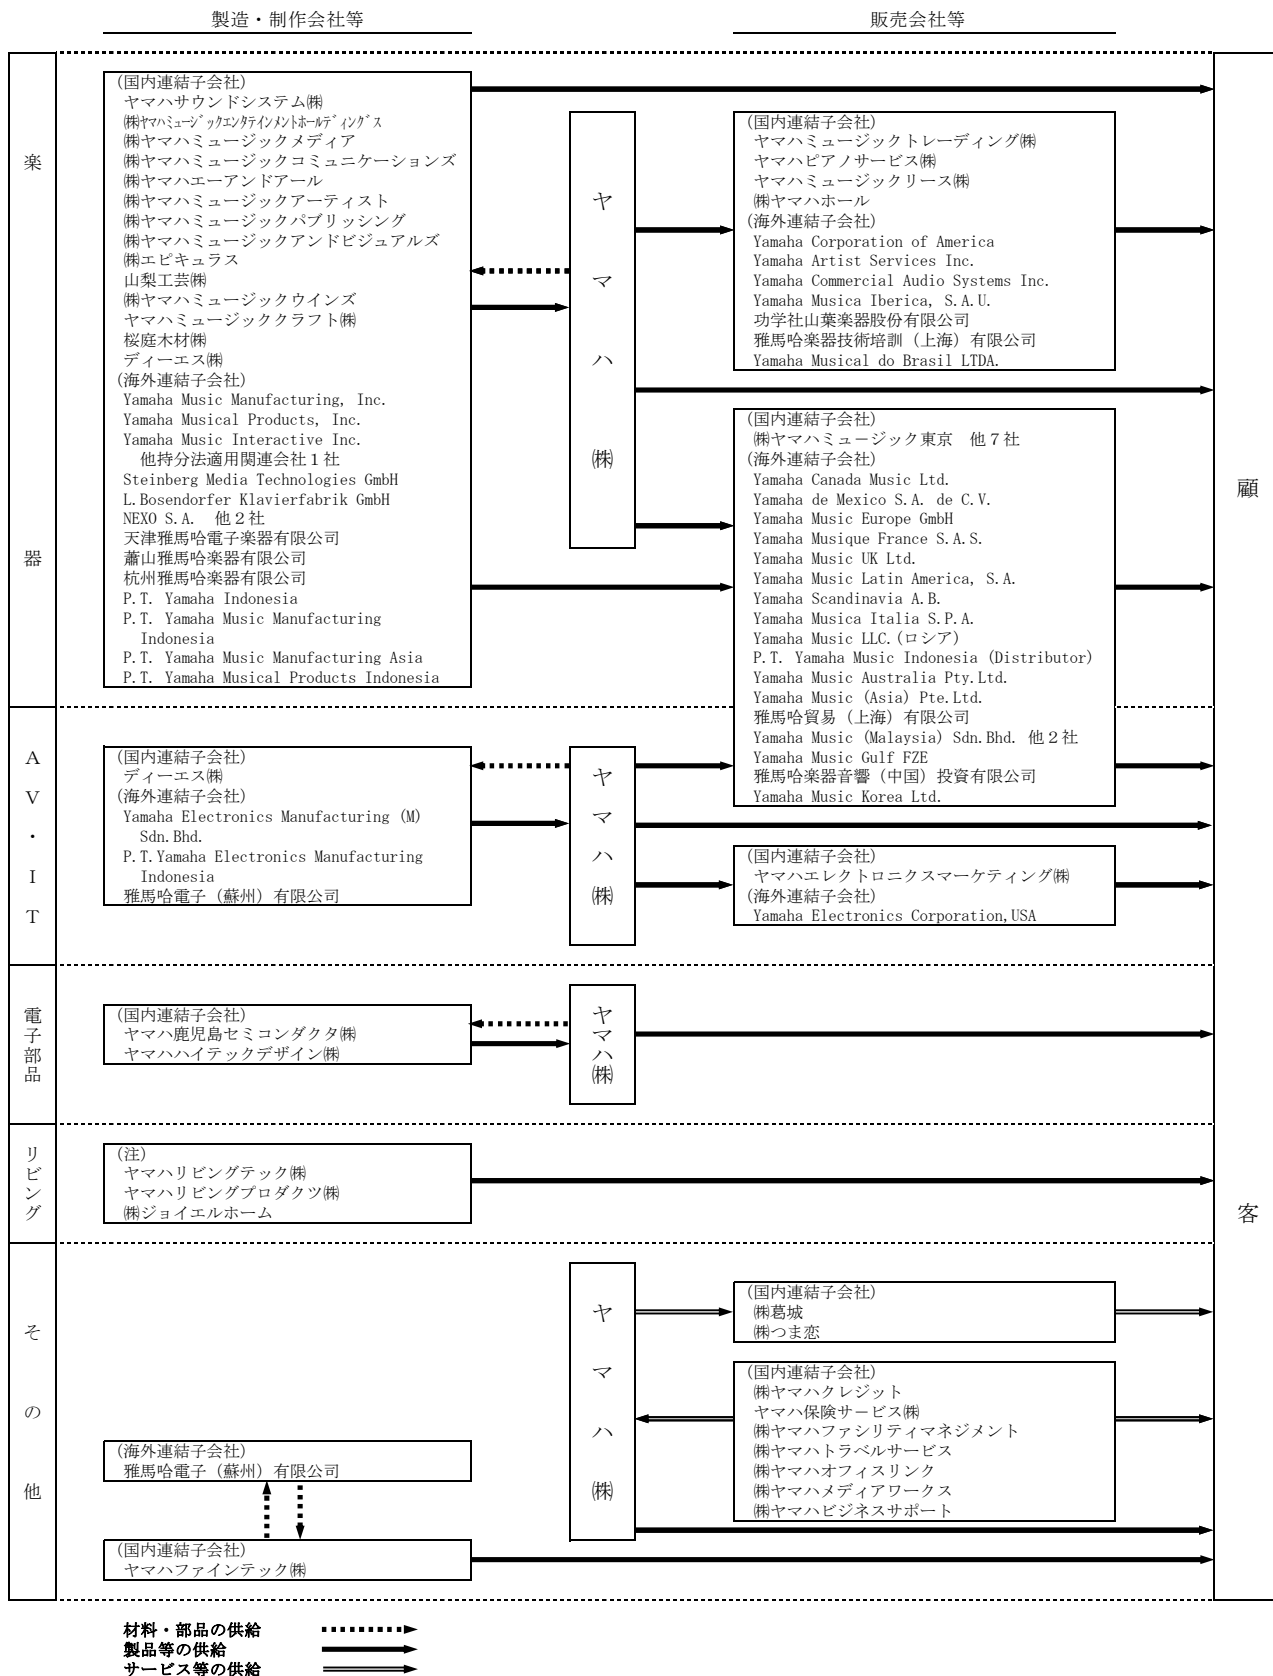 製造・制作会社等
販売会社等
楽器
(国内連結子会社)
ヤマハサウンドシステム㈱
㈱ヤマハミュージックエンタテインメントホールディングス
㈱ヤマハミュージックメディア
㈱ヤマハミュージックコミュニケーションズ
㈱ヤマハエーアンドアール
㈱ヤマハミュージックアーティスト
㈱ヤマハミュージックパブリッシング
㈱ヤマハミュージックアンドビジュアルズ
㈱エピキュラス
山梨工芸㈱
㈱ヤマハミュージックウインズ
ヤマハミュージッククラフト㈱
桜庭木材㈱
ディーエス㈱
(海外連結子会社)
Yamaha Music Manufacturing, Inc.
Yamaha Musical Products, Inc.
Yamaha Music Interactive Inc.
他持分法適用関連会社１社
Steinberg Media Technologies GmbH
L.Bosendorfer Klavierfabrik GmbH
NEXO S.A.　他２社
天津雅馬哈電子楽器有限公司
蕭山雅馬哈楽器有限公司
杭州雅馬哈楽器有限公司
P.T. Yamaha Indonesia
P.T. Yamaha Music Manufacturing
Indonesia
P.T. Yamaha Music Manufacturing Asia
P.T. Yamaha Musical Products Indonesia
ヤマハ㈱
(国内連結子会社)
ヤマハミュージックトレーディング㈱
ヤマハピアノサービス㈱
ヤマハミュージックリース㈱
㈱ヤマハホール
(海外連結子会社)
Yamaha Corporation of America
Yamaha Artist Services Inc.
Yamaha Commercial Audio Systems Inc.
Yamaha Musica Iberica, S.A.U.
功学社山葉楽器股份有限公司
雅馬哈楽器技術培訓（上海）有限公司
Yamaha Musical do Brasil LTDA.
(国内連結子会社)
㈱ヤマハミュ－ジック東京　他７社
(海外連結子会社)
Yamaha Canada Music Ltd.
Yamaha de Mexico S.A. de C.V.
Yamaha Music Europe GmbH
Yamaha Musique France S.A.S.
Yamaha Music UK Ltd.
Yamaha Music Latin America, S.A.
Yamaha Scandinavia A.B.
Yamaha Musica Italia S.P.A.
Yamaha Music LLC.(ロシア)
P.T. Yamaha Music Indonesia (Distributor)
Yamaha Music Australia Pty.Ltd.
Yamaha Music (Asia) Pte.Ltd.
雅馬哈貿易（上海）有限公司
Yamaha Music (Malaysia) Sdn.Bhd. 他２社
Yamaha Music Gulf FZE
雅馬哈楽器音響（中国）投資有限公司
Yamaha Music Korea Ltd.
顧客
ＡＶ・ＩＴ
(国内連結子会社)
ディーエス㈱
(海外連結子会社)
Yamaha Electronics Manufacturing (M)
Sdn.Bhd.
P.T.Yamaha Electronics Manufacturing
Indonesia
雅馬哈電子（蘇州）有限公司
ヤマハ㈱
(国内連結子会社)
ヤマハエレクトロニクスマーケティング㈱
(海外連結子会社)
Yamaha Electronics Corporation,USA
電子部品
(国内連結子会社)
ヤマハ鹿児島セミコンダクタ㈱
ヤマハハイテックデザイン㈱
ヤマハ㈱
リビング
(注)
ヤマハリビングテック㈱
ヤマハリビングプロダクツ㈱
㈱ジョイエルホーム
その他
(海外連結子会社)
雅馬哈電子（蘇州）有限公司
(国内連結子会社)
ヤマハファインテック㈱
ヤマハ㈱
(国内連結子会社)
㈱葛城
㈱つま恋
(国内連結子会社)
㈱ヤマハクレジット
ヤマハ保険サ－ビス㈱
㈱ヤマハファシリティマネジメント
㈱ヤマハトラベルサービス
㈱ヤマハオフィスリンク
㈱ヤマハメディアワークス
㈱ヤマハビジネスサポート
材料・部品の供給
製品等の供給
サービス等の供給